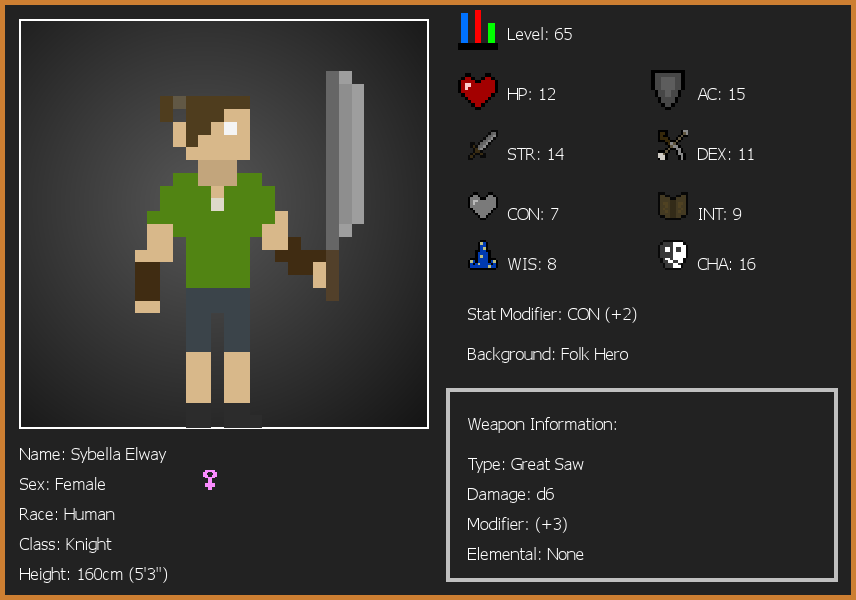 Level: 65
HP: 12
AC: 15
STR: 14
DEX: 11
CON: 7
INT: 9
WIS: 8
CHA: 16
Stat Modifier: CON (+2)
Background: Folk Hero
Weapon Information:
Type: Great Saw
Damage: d6
Modifier: (+3)
Elemental: None
Name: Sybella Elway
Sex: Female
Race: Human
Class: Knight
Height: 160cm (5'3")